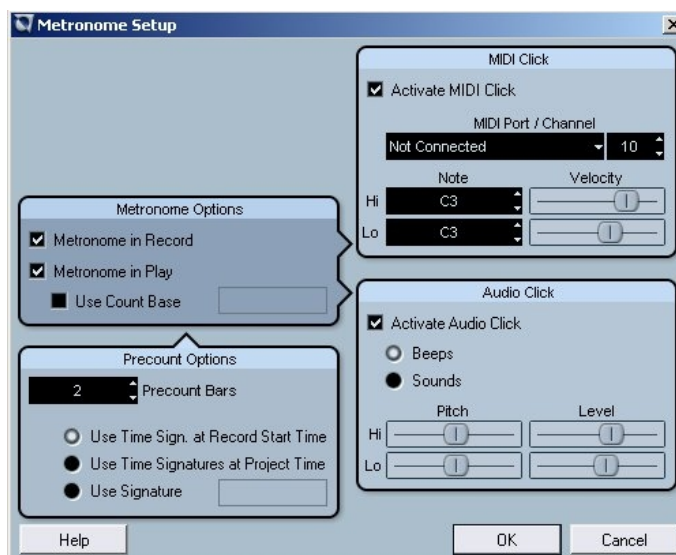 Metronome Setup
MIDI Click
Activate MIDI Click
MIDI Port / Channel
Not Connected 10
Note Velocity
Hi C3
Lo C3
Metronome Options
Metronome in Record
Metronome in Play
Use Count Base
Audio Click
Activate Audio Click
Beeps
Sounds
Pitch Level
Hi
Lo
Precount Options
2 Precount Bars
Use Time Sign. at Record Start Time
Use Time Signatures at Project Time
Use Signature
Help OK Cancel